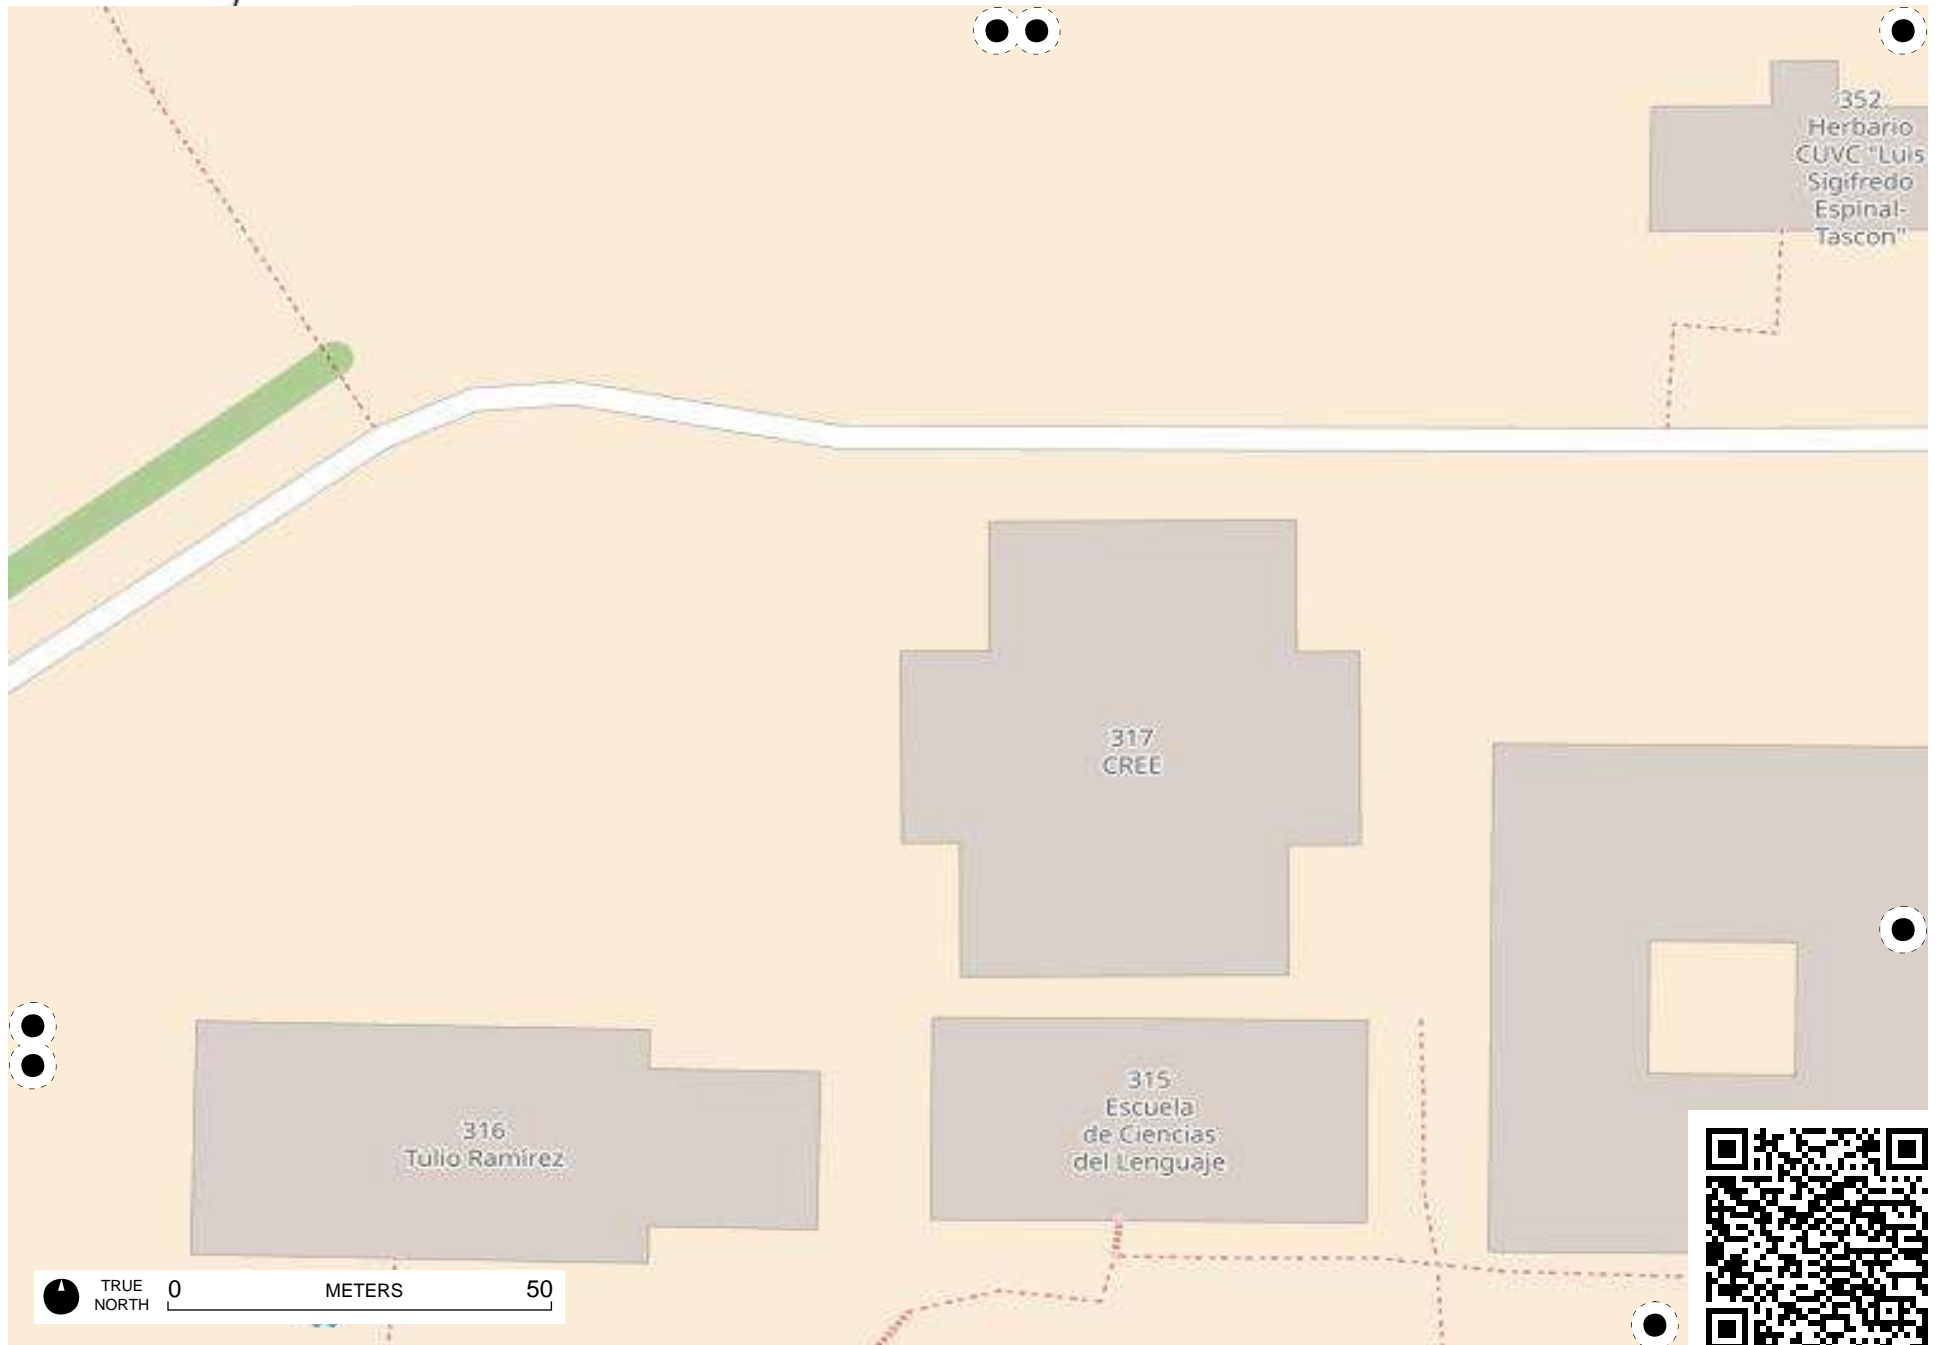 352
Herbario
CUVC "Luis
Sigifredo
Espinal-
Tascon"
317
CREE
315
Escuela
de Ciencias
del Lenguaje
316
Tulio Ramírez
TRUE
NORTH
0
METERS
50